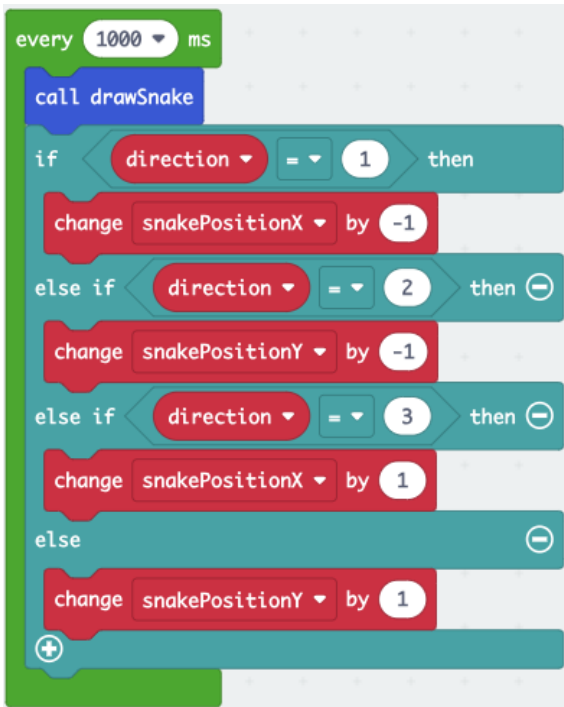 every 1000 ms
call drawSnake
if direction = 1 then
change snakePositionX by -1
else if direction = 2 then
change snakePositionY by -1
else if direction = 3 then
change snakePositionX by 1
else
change snakePositionY by 1